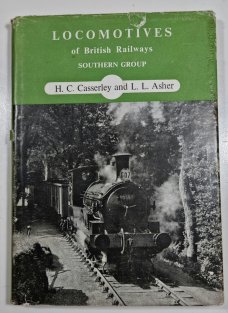 LOCOMOTIVES
of British Railways
SOUTHERN GROUP
H. C. Casserley and L. L. Asher